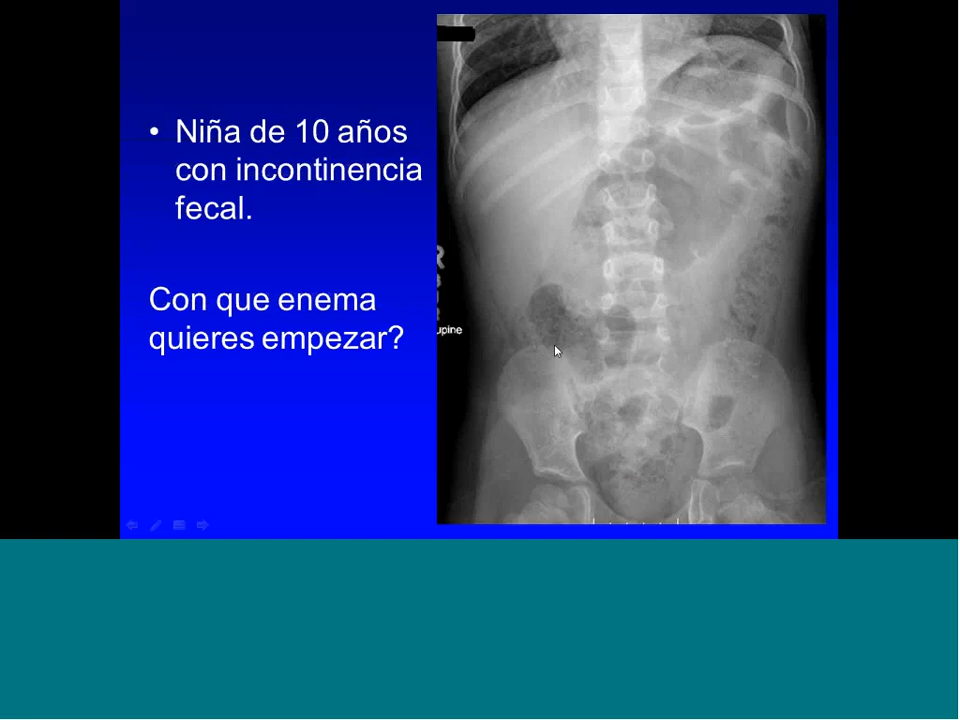 • Niña de 10 años
con incontinencia
fecal.
Con que enema
quieres empezar?
R
upine